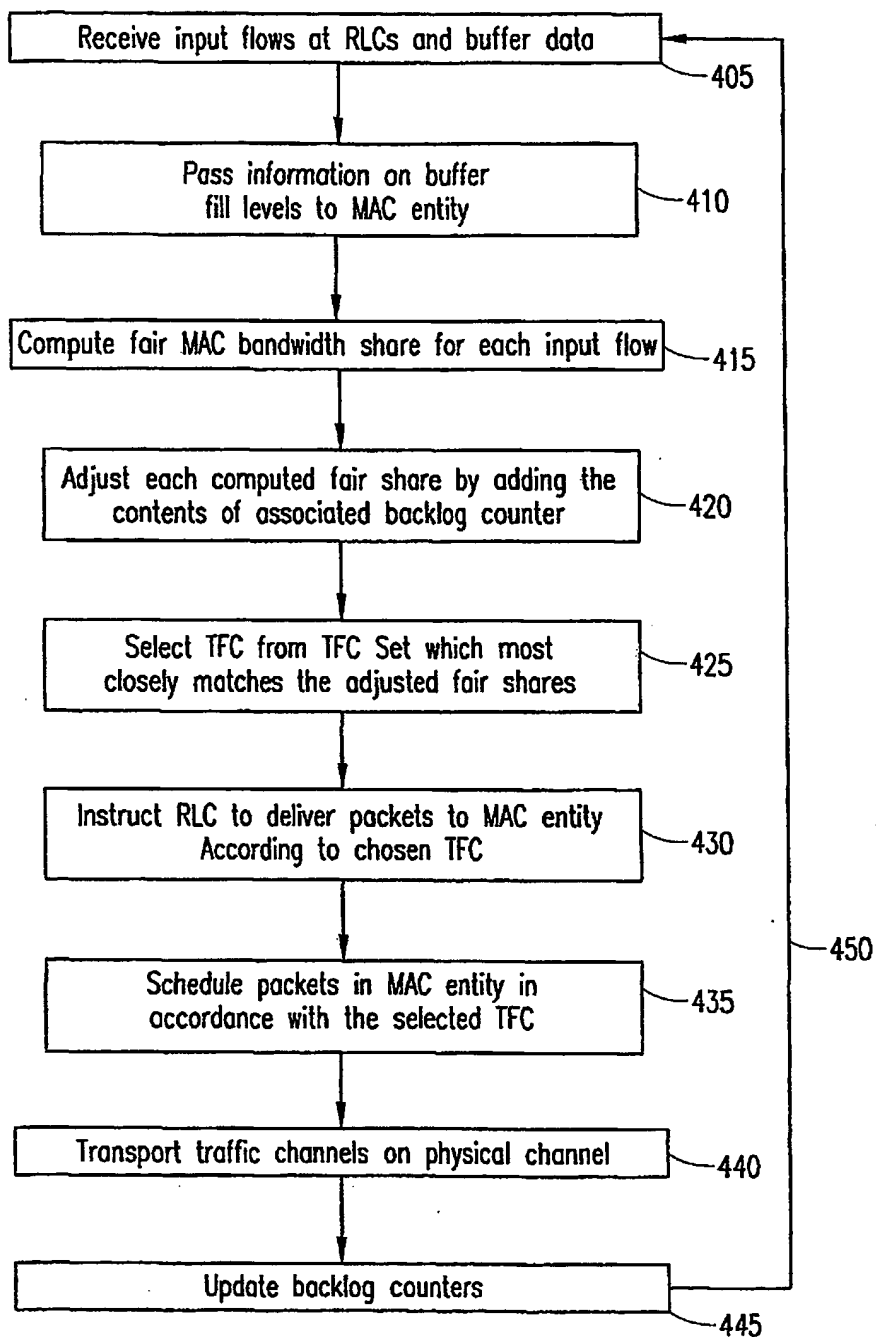 Receive input flows at RLCs and buffer data
405
Pass information on buffer
fill levels to MAC entity
410
Compute fair MAC bandwidth share for each input flow
415
Adjust each computed fair share by adding the
contents of associated backlog counter
420
Select TFC from TFC Set which most
closely matches the adjusted fair shares
425
Instruct RLC to deliver packets to MAC entity
According to chosen TFC
430
450
Schedule packets in MAC entity in
accordance with the selected TFC
435
Transport traffic channels on physical channel
440
Update backlog counters
445